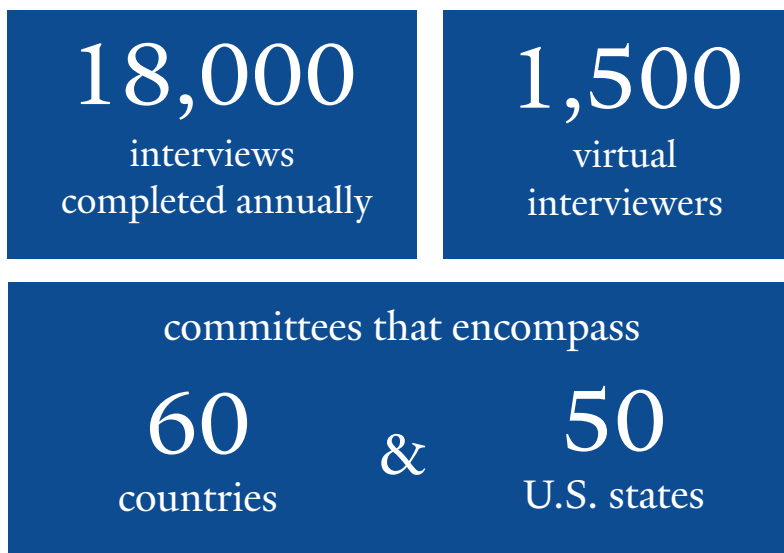 18,000
interviews
completed annually
1,500
virtual
interviewers
committees that encompass
60
countries
&
50
U.S. states